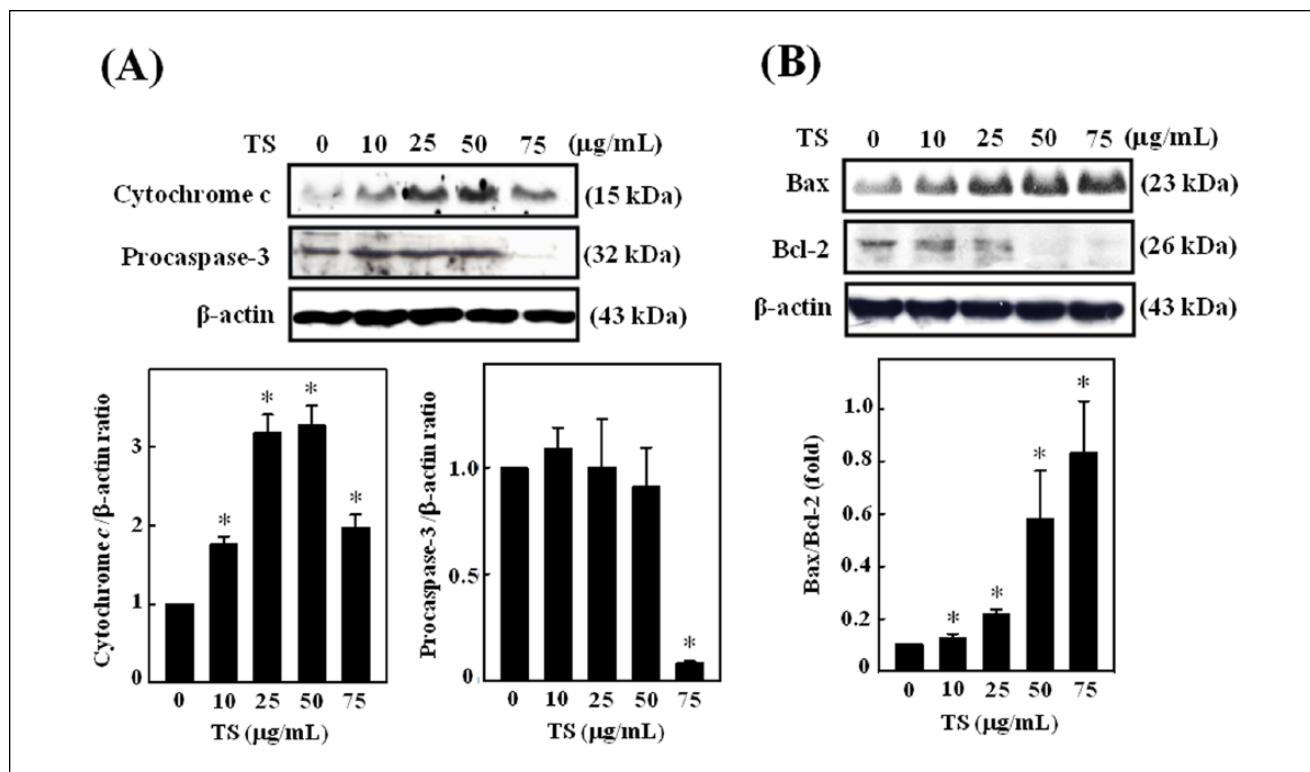 (A)
TS 0 10 25 50 75 (μg/mL)
Cytochrome c (15 kDa)
Procaspase-3 (32 kDa)
β-actin (43 kDa)
Cytochrome c /β-actin ratio
3
2
1
0
0 10 25 50 75
TS (μg/mL)
* * * *
Procaspase-3 /β-actin ratio
1.0
0.5
0
0 10 25 50 75
TS (μg/mL)
*
(B)
TS 0 10 25 50 75 (μg/mL)
Bax (23 kDa)
Bcl-2 (26 kDa)
β-actin (43 kDa)
Bax/Bcl-2 (fold)
1.0
0.8
0.6
0.4
0.2
0
0 10 25 50 75
TS (μg/mL)
* * * *